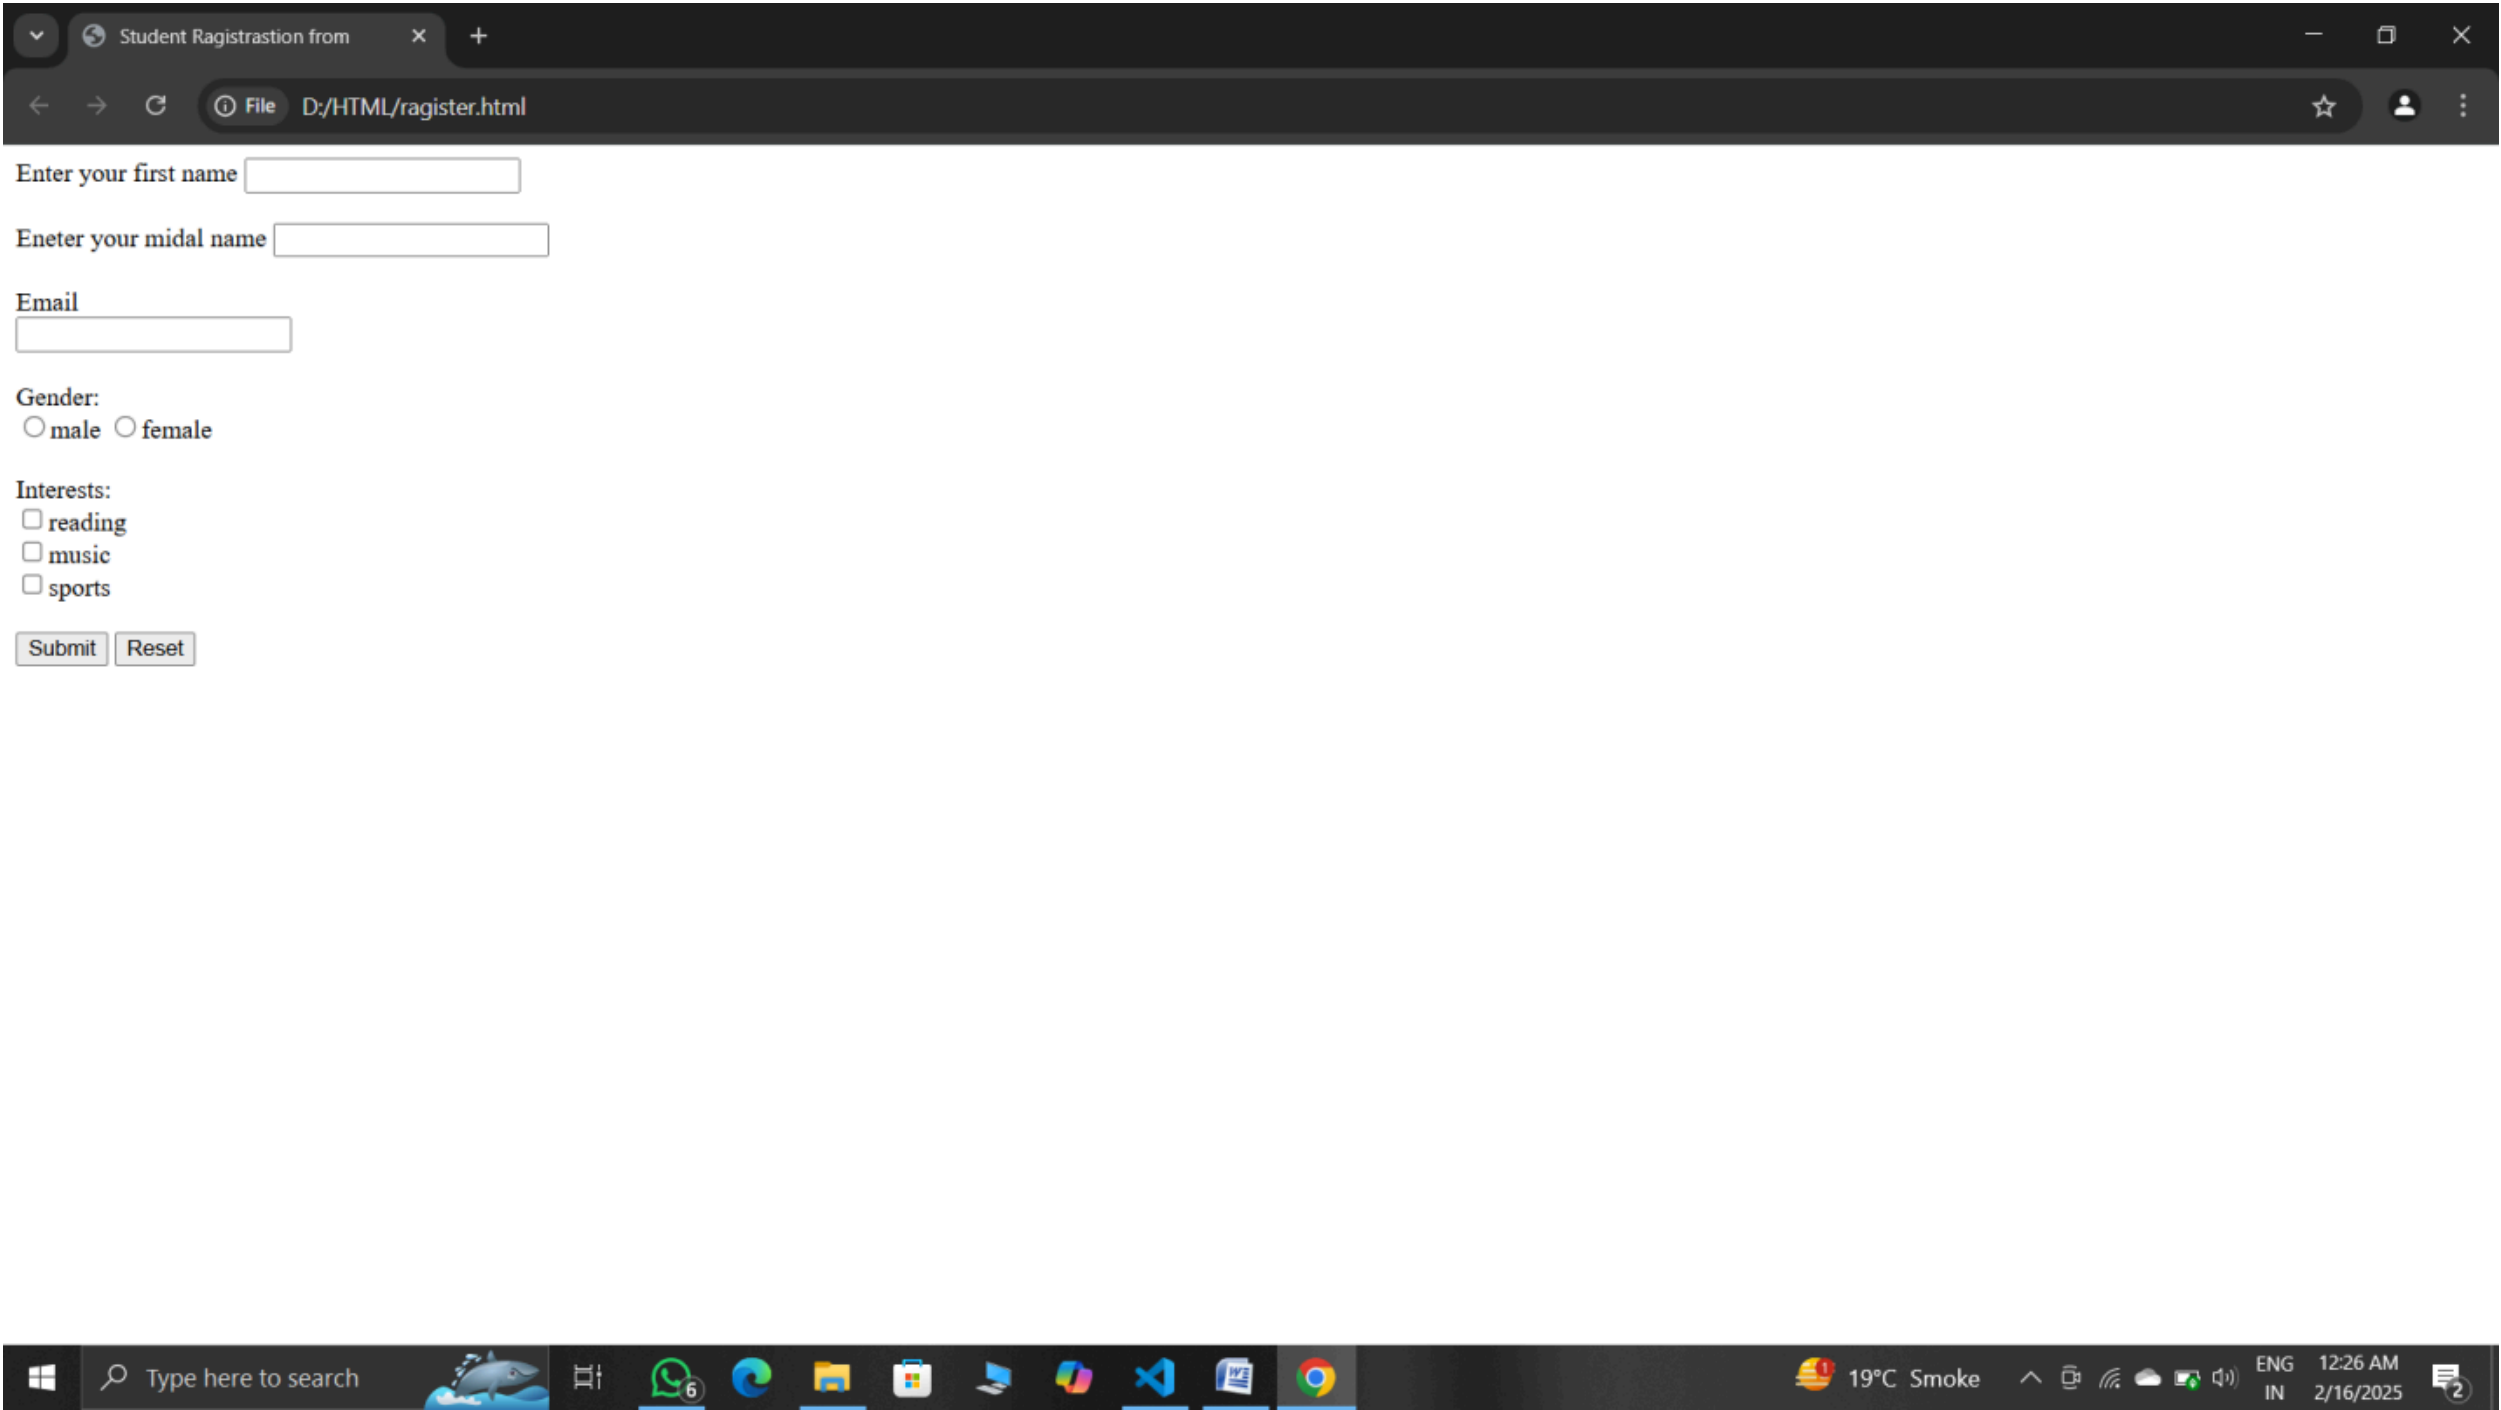 Student Ragistrastion from
File D:/HTML/ragister.html
Enter your first name
Eneter your midal name
Email
Gender:
male female
Interests:
reading
music
sports
Submit Reset
Type here to search 6 1 19°C Smoke ENG 12:26 AM
IN 2/16/2025 2